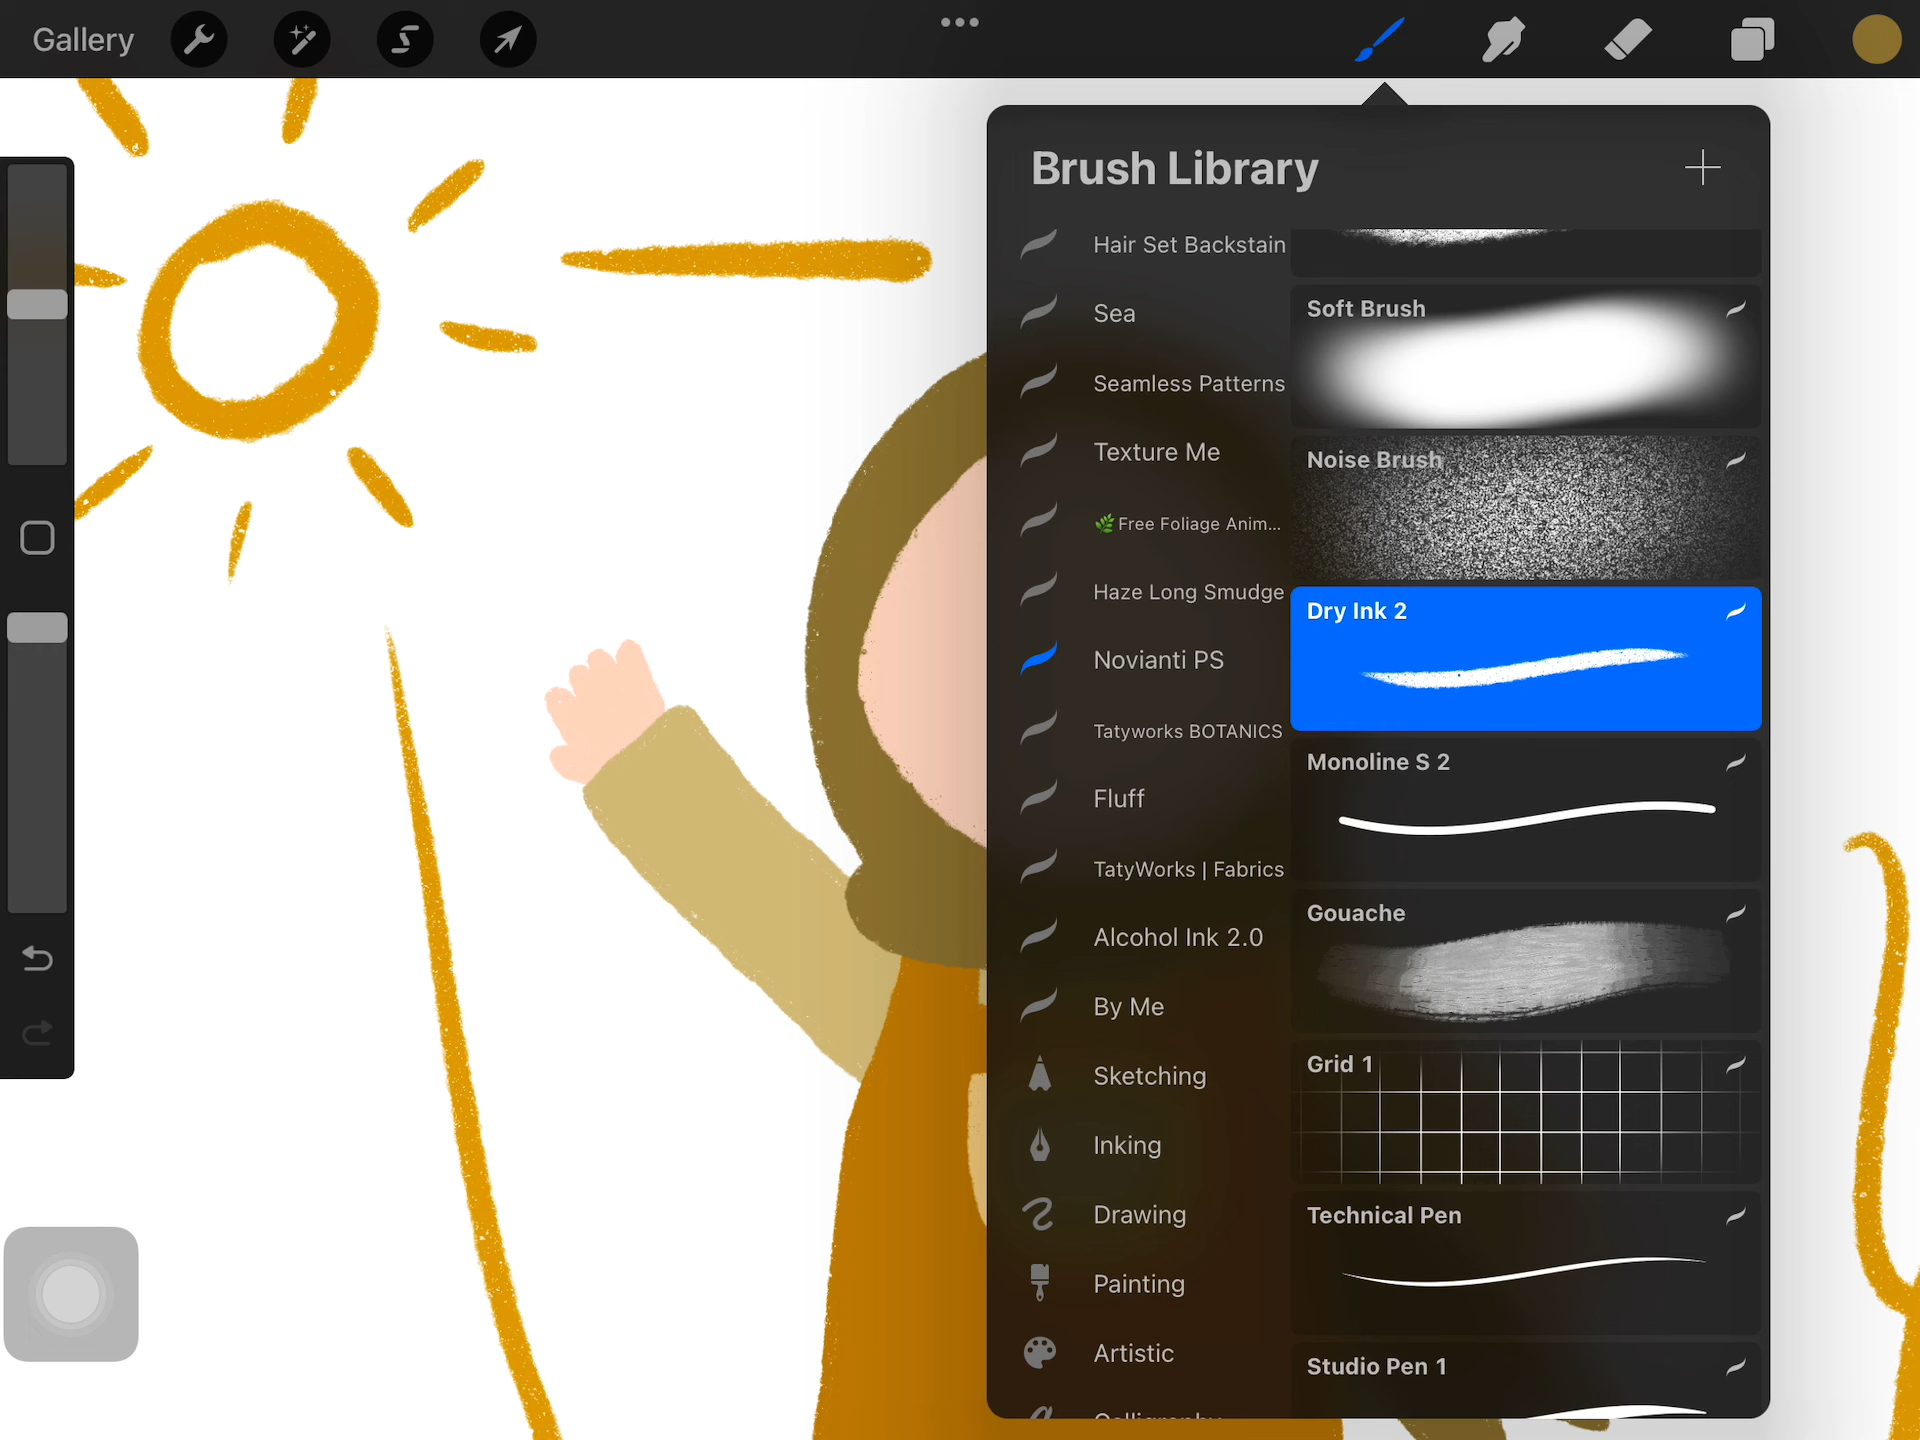 Gallery
Brush Library
Hair Set Backstain
Sea
Seamless Patterns
Texture Me
🌿Free Foliage Anim...
Haze Long Smudge
Novianti PS
Tatyworks BOTANICS
Fluff
TatyWorks | Fabrics
Alcohol Ink 2.0
By Me
Sketching
Inking
Drawing
Painting
Artistic
Soft Brush
Noise Brush
Dry Ink 2
Monoline S 2
Gouache
Grid 1
Technical Pen
Studio Pen 1